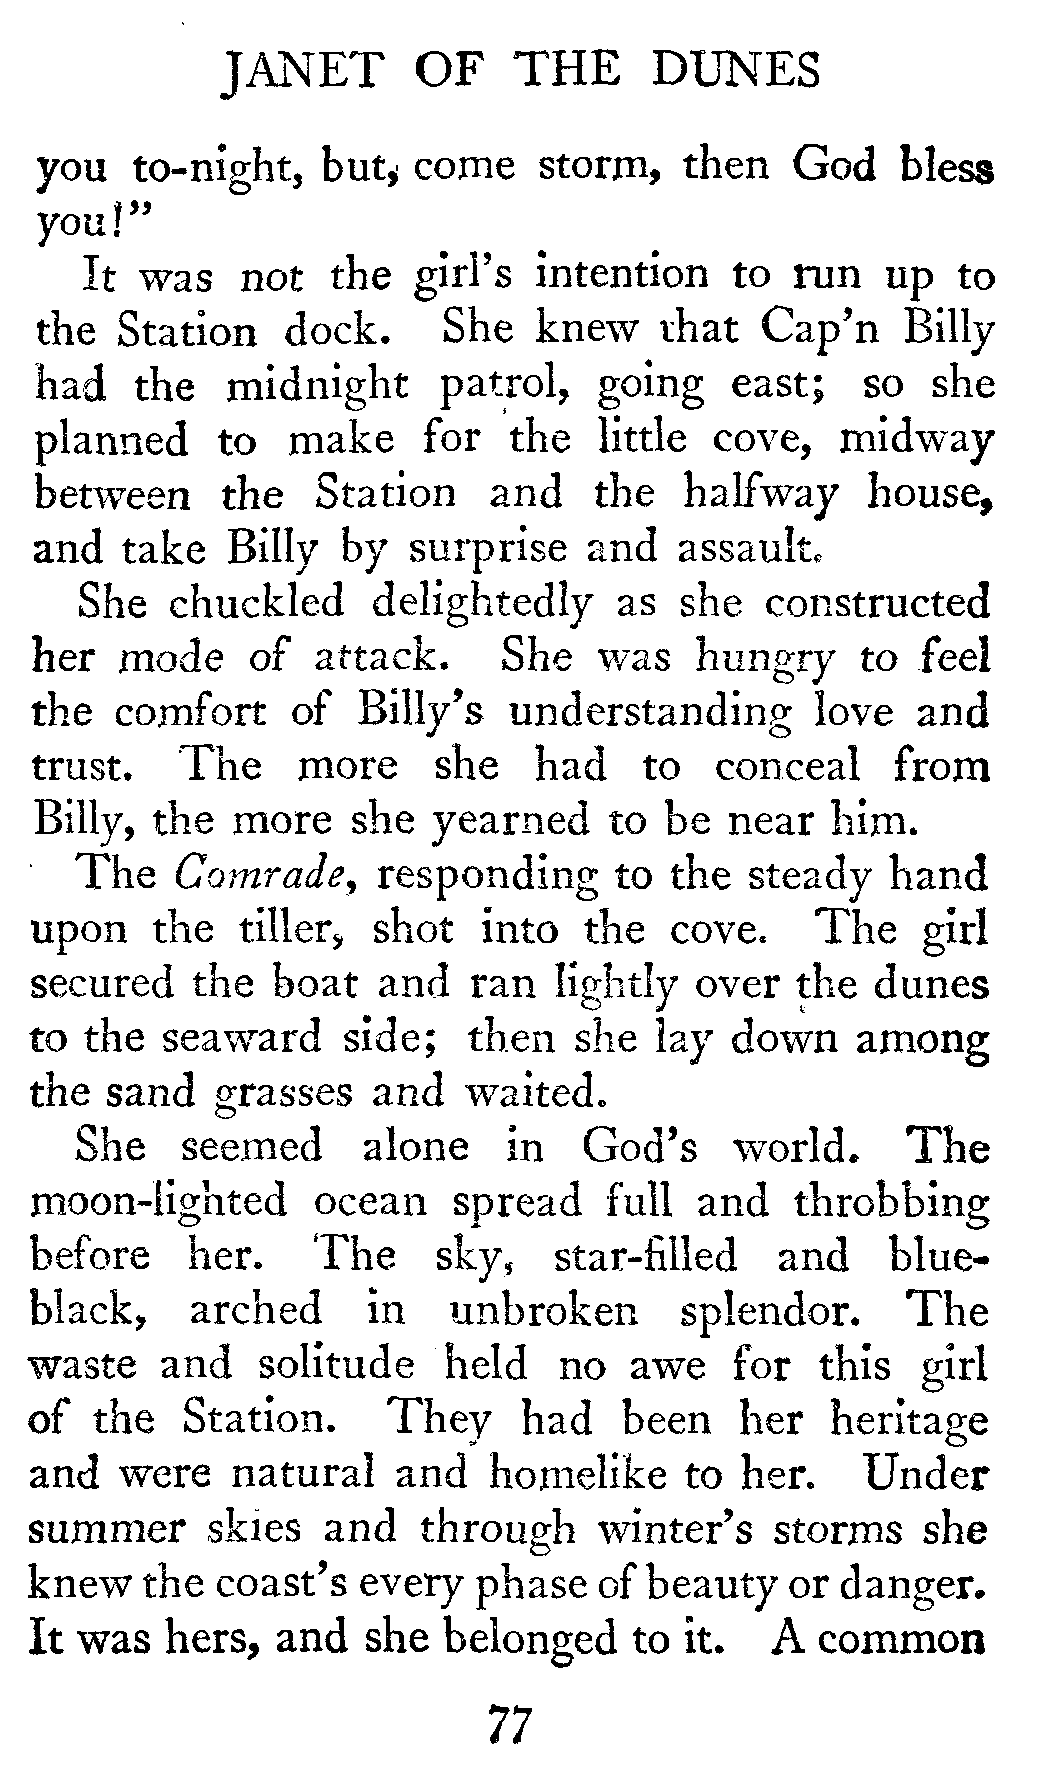 JANET OF THE DUNES
you to-night, but, come storm, then God bless
you!"
It was not the girl's intention to run up to
the Station dock. She knew that Cap'n Billy
had the midnight patrol, going east; so she
planned to make for the little cove, midway
between the Station and the halfway house,
and take Billy by surprise and assault.
She chuckled delightedly as she constructed
her mode of attack. She was hungry to feel
the comfort of Billy's understanding love and
trust. The more she had to conceal from
Billy, the more she yearned to be near him.
The Comrade, responding to the steady hand
upon the tiller, shot into the cove. The girl
secured the boat and ran lightly over the dunes
to the seaward side; then she lay down among
the sand grasses and waited.
She seemed alone in God's world. The
moon-lighted ocean spread full and throbbing
before her. The sky, star-filled and blue-
black, arched in unbroken splendor. The
waste and solitude held no awe for this girl
of the Station. They had been her heritage
and were natural and homelike to her. Under
summer skies and through winter's storms she
knew the coast's every phase of beauty or danger.
It was hers, and she belonged to it. A common
77